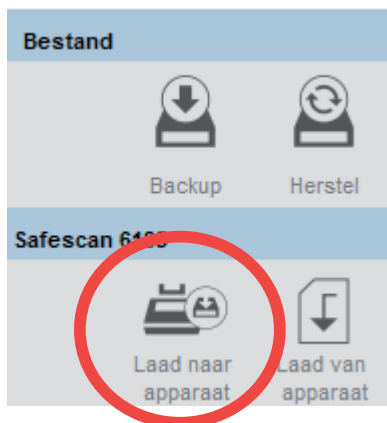 Bestand
Backup Herstel
Safescan
Laad naar Laad van
apparaat apparaat